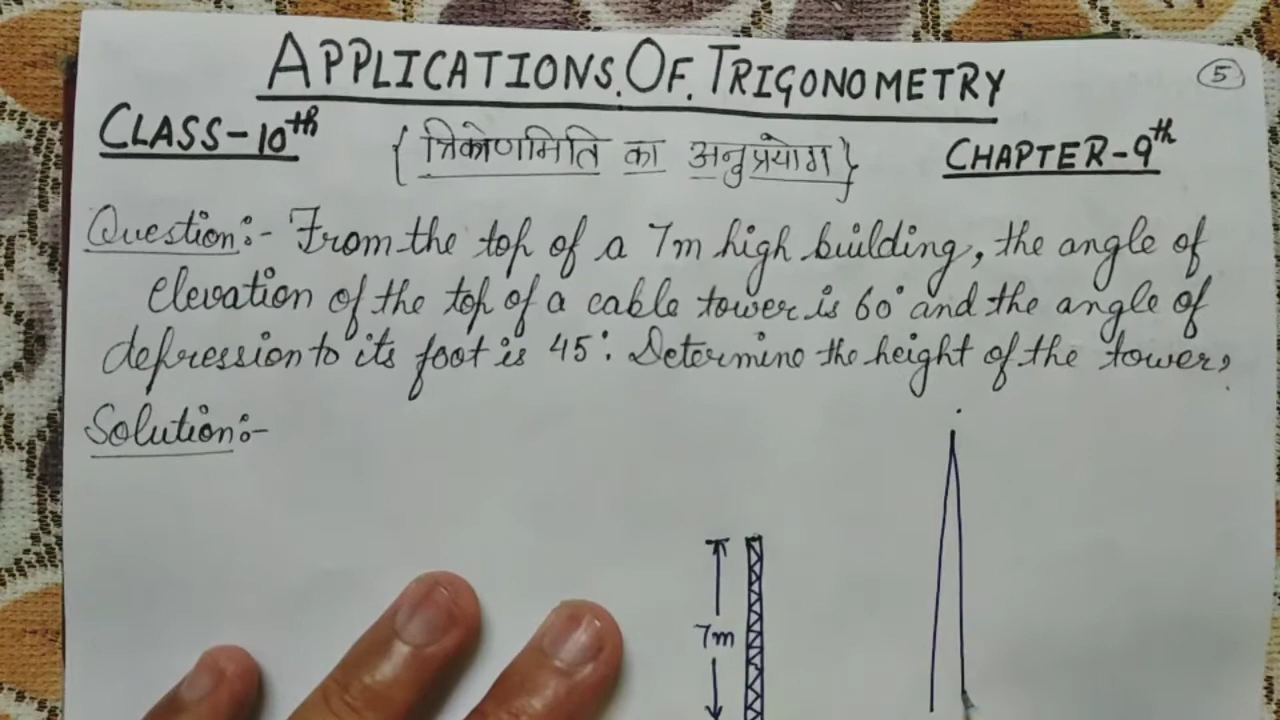 APPLICATIONS.OF.TRIGONOMETRY
5
CLASS-10th
{त्रिकोणमिति का अनुप्रयोग}
CHAPTER-9th
Question:- From the top of a 7m high building, the angle of
elevation of the top of a cable tower is 60° and the angle of
depression to its foot is 45°. Determine the height of the tower,
Solution:-
7m